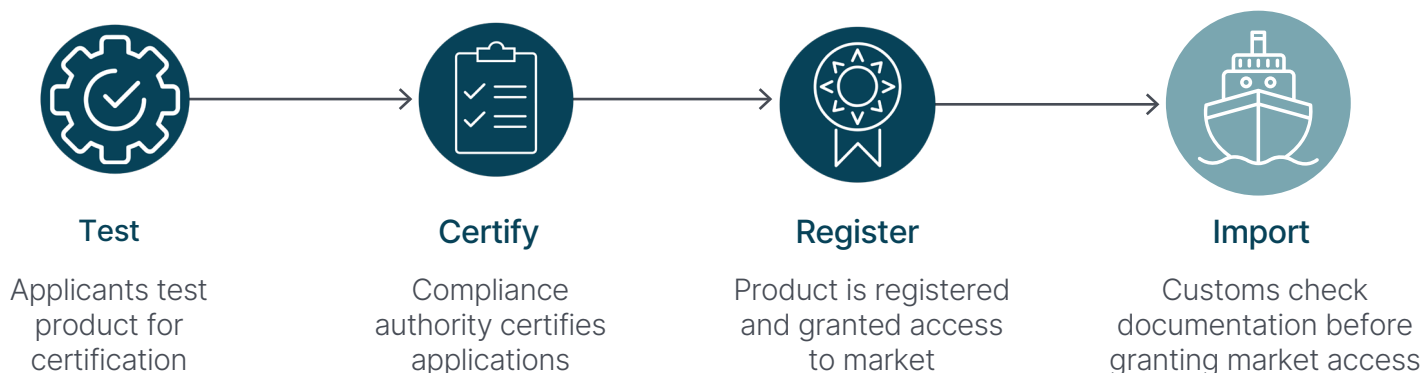 Test
Applicants test
product for
certification
Certify
Compliance
authority certifies
applications
Register
Product is registered
and granted access
to market
Import
Customs check
documentation before
granting market access